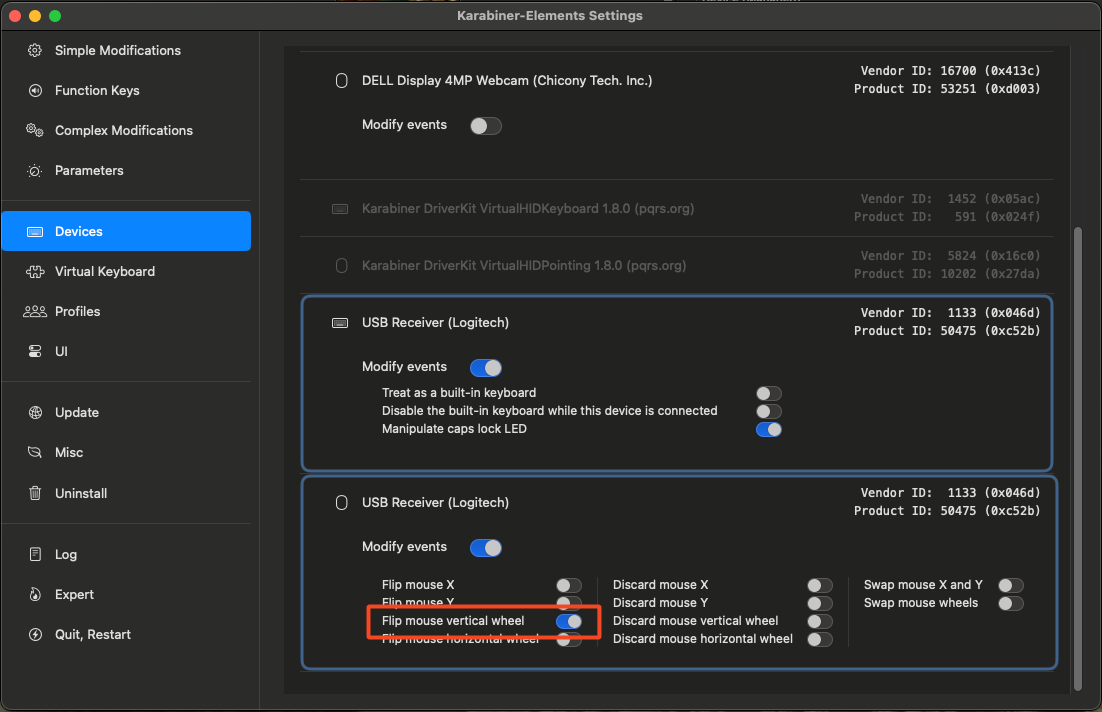 Karabiner-Elements Settings
Simple Modifications
Function Keys
Complex Modifications
Parameters
Devices
Virtual Keyboard
Profiles
UI
Update
Misc
Uninstall
Log
Expert
Quit, Restart
DELL Display 4MP Webcam (Chicony Tech. Inc.)
Vendor ID: 16700 (0x413c)
Product ID: 53251 (0xd003)
Modify events
Karabiner DriverKit VirtualHIDKeyboard 1.8.0 (pqrs.org)
Vendor ID: 1452 (0x05ac)
Product ID: 591 (0x024f)
Karabiner DriverKit VirtualHIDPointing 1.8.0 (pqrs.org)
Vendor ID: 5824 (0x16c0)
Product ID: 10202 (0x27da)
USB Receiver (Logitech)
Vendor ID: 1133 (0x046d)
Product ID: 50475 (0xc52b)
Modify events
Treat as a built-in keyboard
Disable the built-in keyboard while this device is connected
Manipulate caps lock LED
USB Receiver (Logitech)
Vendor ID: 1133 (0x046d)
Product ID: 50475 (0xc52b)
Modify events
Flip mouse X
Flip mouse Y
Flip mouse vertical wheel
Flip mouse horizontal wheel
Discard mouse X
Discard mouse Y
Discard mouse vertical wheel
Discard mouse horizontal wheel
Swap mouse X and Y
Swap mouse wheels